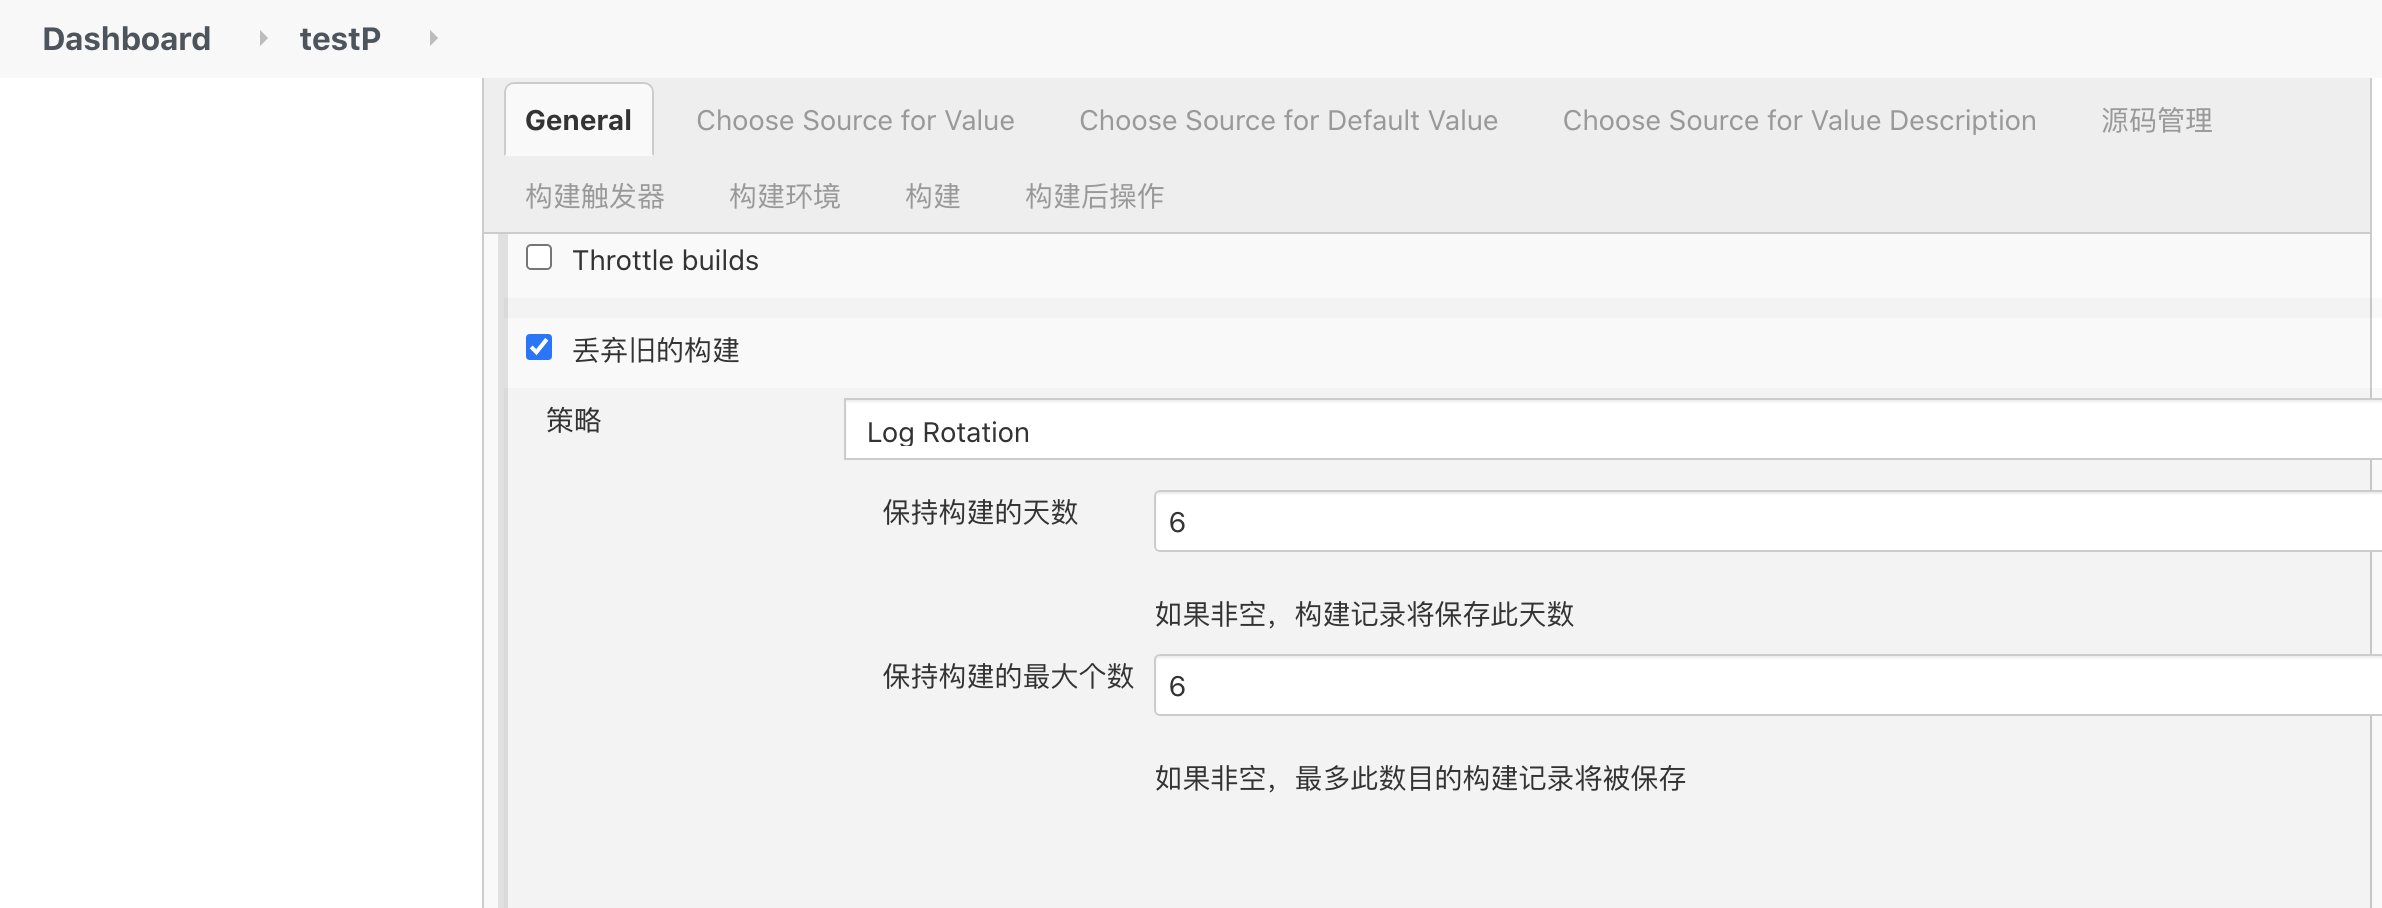 Dashboard testP
General Choose Source for Value Choose Source for Default Value Choose Source for Value Description 源码管理
构建触发器 构建环境 构建 构建后操作
Throttle builds
丢弃旧的构建
策略 Log Rotation
保持构建的天数 6
如果非空，构建记录将保存此天数
保持构建的最大个数 6
如果非空，最多此数目的构建记录将被保存